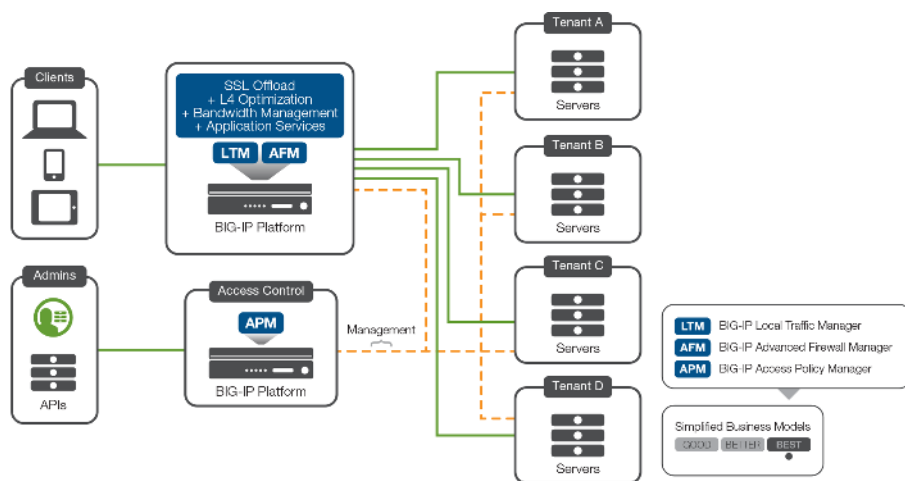 Clients
SSL Offload
+ L4 Optimization
+ Bandwidth Management
+ Application Services
LTM AFM
BIG-IP Platform
Admins
APIs
Access Control
APM
BIG-IP Platform
Management
Tenant A
Servers
Tenant B
Servers
Tenant C
Servers
Tenant D
Servers
LTM BIG-IP Local Traffic Manager
AFM BIG-IP Advanced Firewall Manager
APM BIG-IP Access Policy Manager
Simplified Business Models
GOOD BETTER BEST